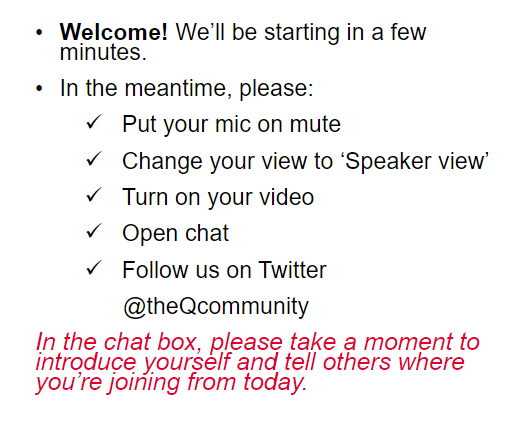 • Welcome! We’ll be starting in a few
minutes.
• In the meantime, please:
✓ Put your mic on mute
✓ Change your view to ‘Speaker view’
✓ Turn on your video
✓ Open chat
✓ Follow us on Twitter
@theQcommunity
In the chat box, please take a moment to
introduce yourself and tell others where
you’re joining from today.